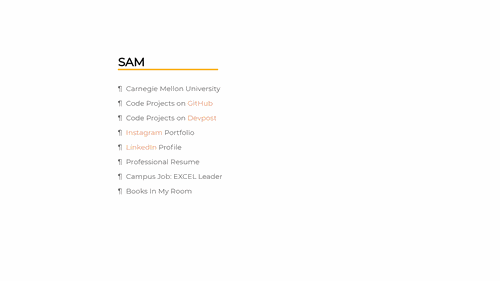 SAM
¶ Carnegie Mellon University
¶ Code Projects on GitHub
¶ Code Projects on Devpost
¶ Instagram Portfolio
¶ LinkedIn Profile
¶ Professional Resume
¶ Campus Job: EXCEL Leader
¶ Books In My Room